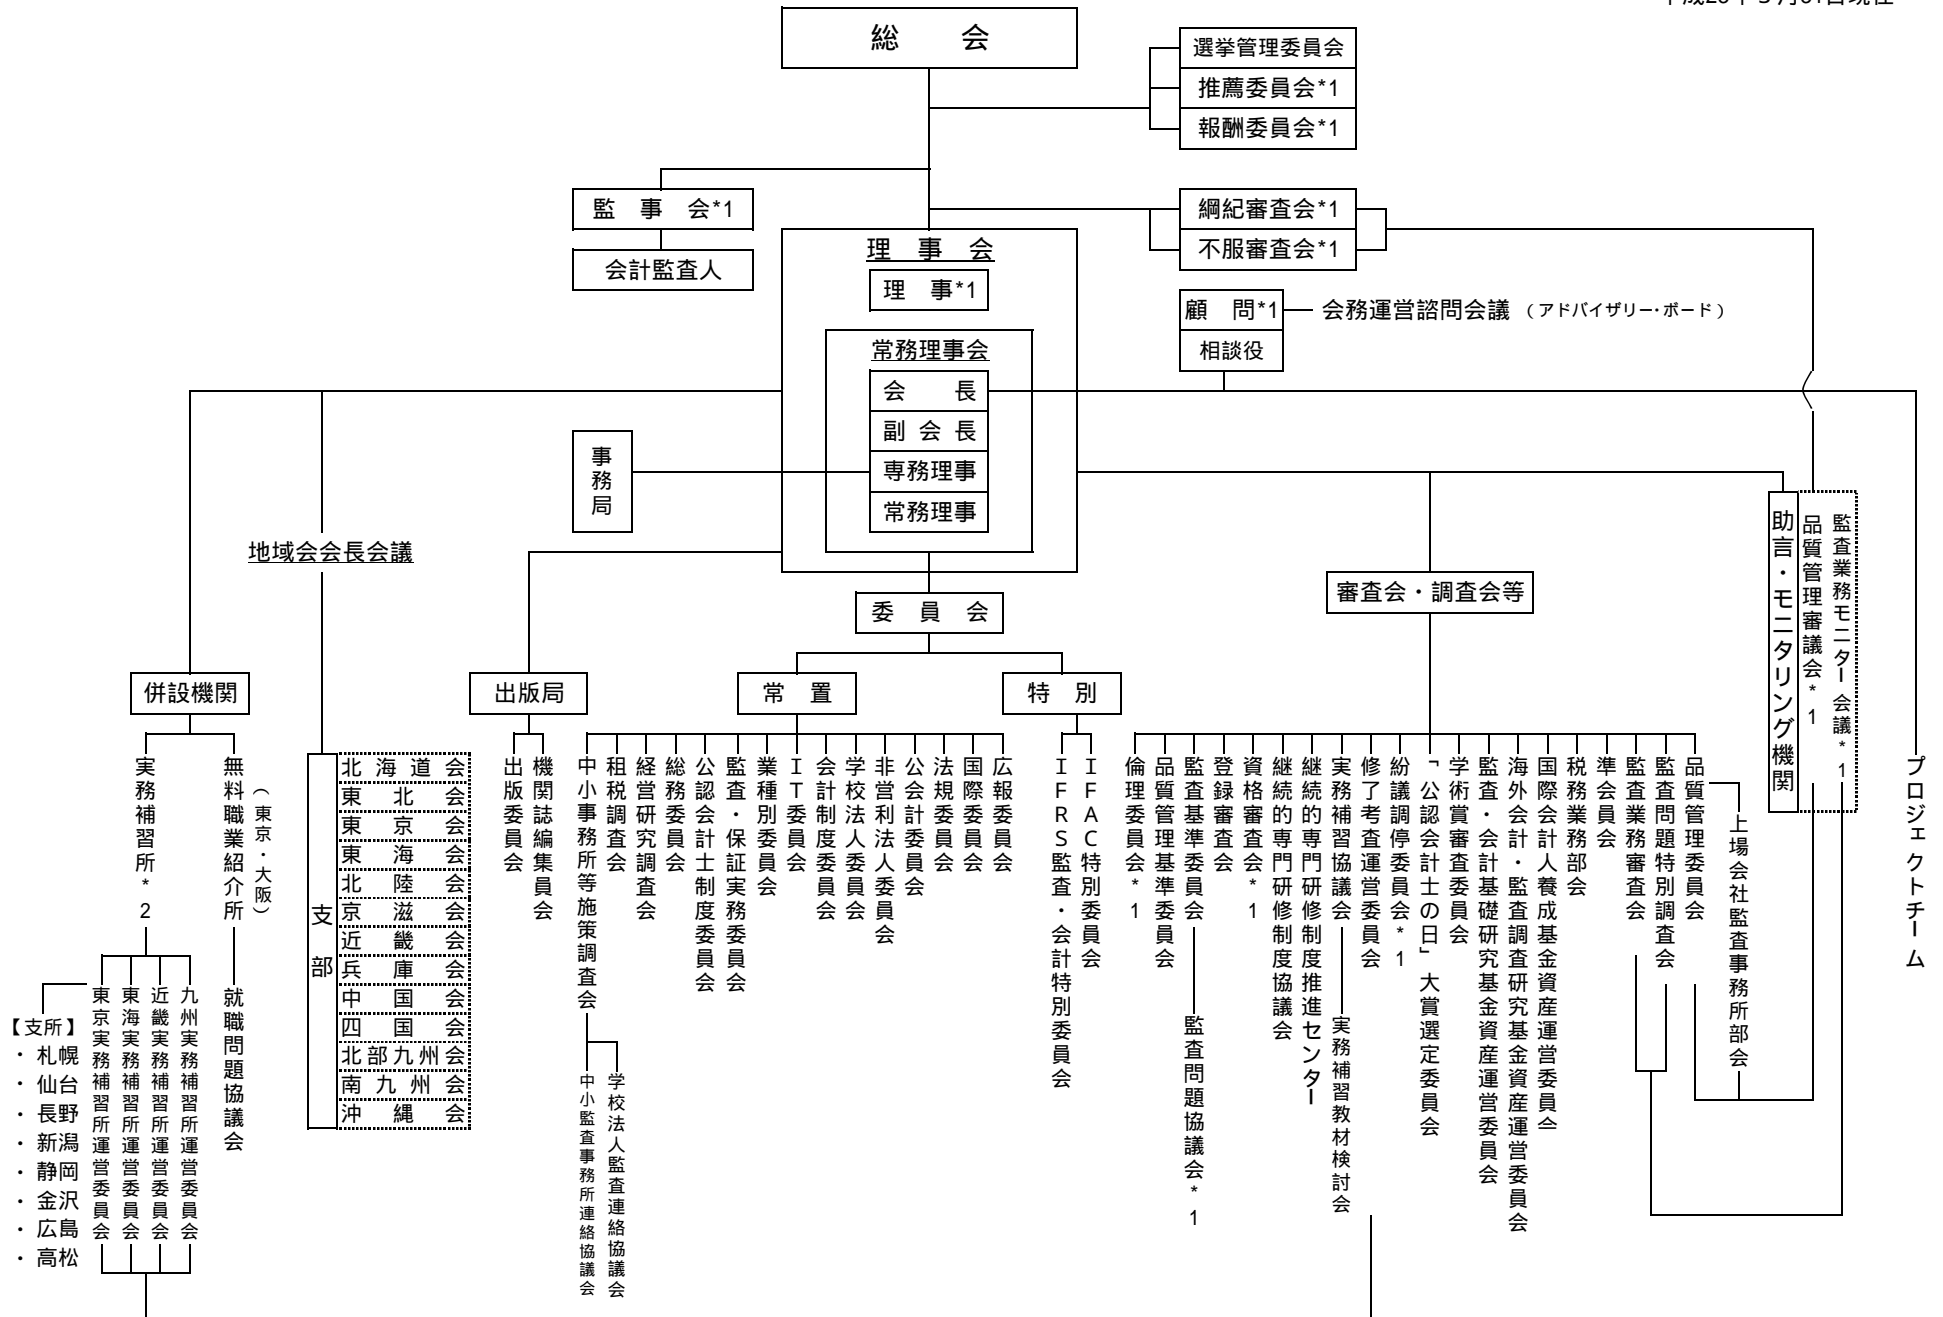 総 会
選挙管理委員会
推薦委員会*1
報酬委員会*1
監 事 会*1
会計監査人
綱紀審査会*1
不服審査会*1
理 事 会
理 事*1
顧 問*1
会務運営諮問会議 (アドバイザリー・ボード)
相談役
常務理事会
会 長
副 会 長
専務理事
常務理事
事務局
地域会会長会議
委 員 会
審査会・調査会等
助言・モニタリング機関
品質管理審議会*1
監査業務モニター会議*1
プロジェクトチーム
併設機関
出版局
常 置
特 別
実務補習所*2
無料職業紹介所
(東京・大阪)
就職問題協議会
【支所】
・札幌
・仙台
・長野
・新潟
・静岡
・金沢
・広島
・高松
東京実務補習所運営委員会
東海実務補習所運営委員会
近畿実務補習所運営委員会
九州実務補習所運営委員会
支 部
北 海 道 会
東 北 会
東 京 会
東 海 会
北 陸 会
京 滋 会
近 畿 会
兵 庫 会
中 国 会
四 国 会
北部九州会
南 九 州 会
沖 縄 会
出版委員会
機関誌編集員会
中小事務所等施策調査会
中小監査事務所連絡協議会
学校法人監査連絡協議会
租税調査会
経営研究調査会
総務委員会
公認会計士制度委員会
監査・保証実務委員会
業種別委員会
IT委員会
会計制度委員会
学校法人委員会
非営利法人委員会
公会計委員会
法規委員会
国際委員会
広報委員会
IFRS監査・会計特別委員会
IFAC特別委員会
倫理委員会*1
品質管理基準委員会
監査基準委員会
監査問題協議会*1
登録審査会
資格審査会*1
継続的専門研修制度協議会
継続的専門研修制度推進センター
実務補習協議会
実務補習教材検討会
修了考査運営委員会
紛議調停委員会*1
「公認会計士の日」大賞選定委員会
学術賞審査委員会
監査・会計基礎研究基金資産運営委員会
海外会計・監査調査研究基金資産運営委員会
国際会計人養成基金資産運営委員会
税務業務部会
準会員会
監査業務審査会
監査問題特別調査会
品質管理委員会
上場会社監査事務所部会